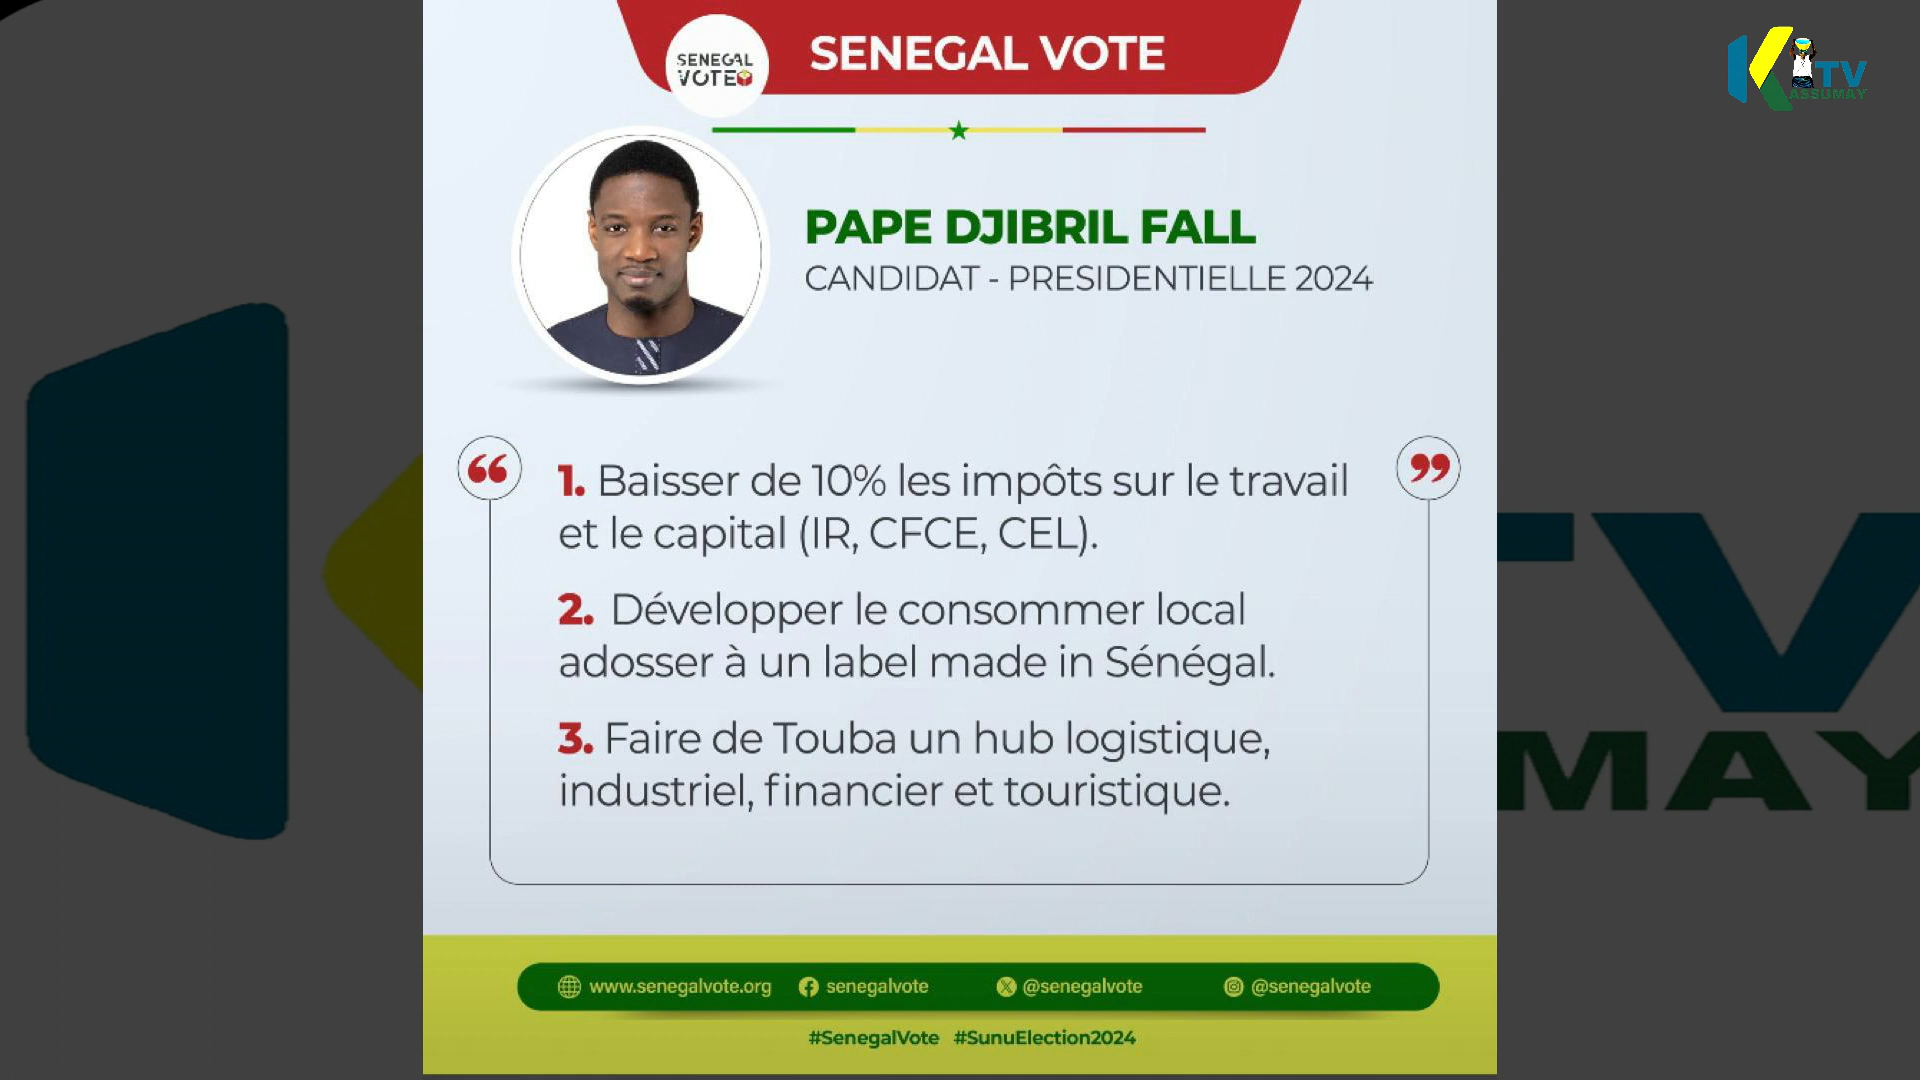 SENEGAL VOTE
SENEGAL
VOTE
K TV
ASSUMAY
PAPE DJIBRIL FALL
CANDIDAT - PRESIDENTIELLE 2024
“ ”
1. Baisser de 10% les impôts sur le travail
et le capital (IR, CFCE, CEL).
2. Développer le consommer local
adosser à un label made in Sénégal.
3. Faire de Touba un hub logistique,
industriel, financier et touristique.
TV
MAY
www.senegalvote.org senegalvote @senegalvote @senegalvote
#SenegalVote #SunuElection2024